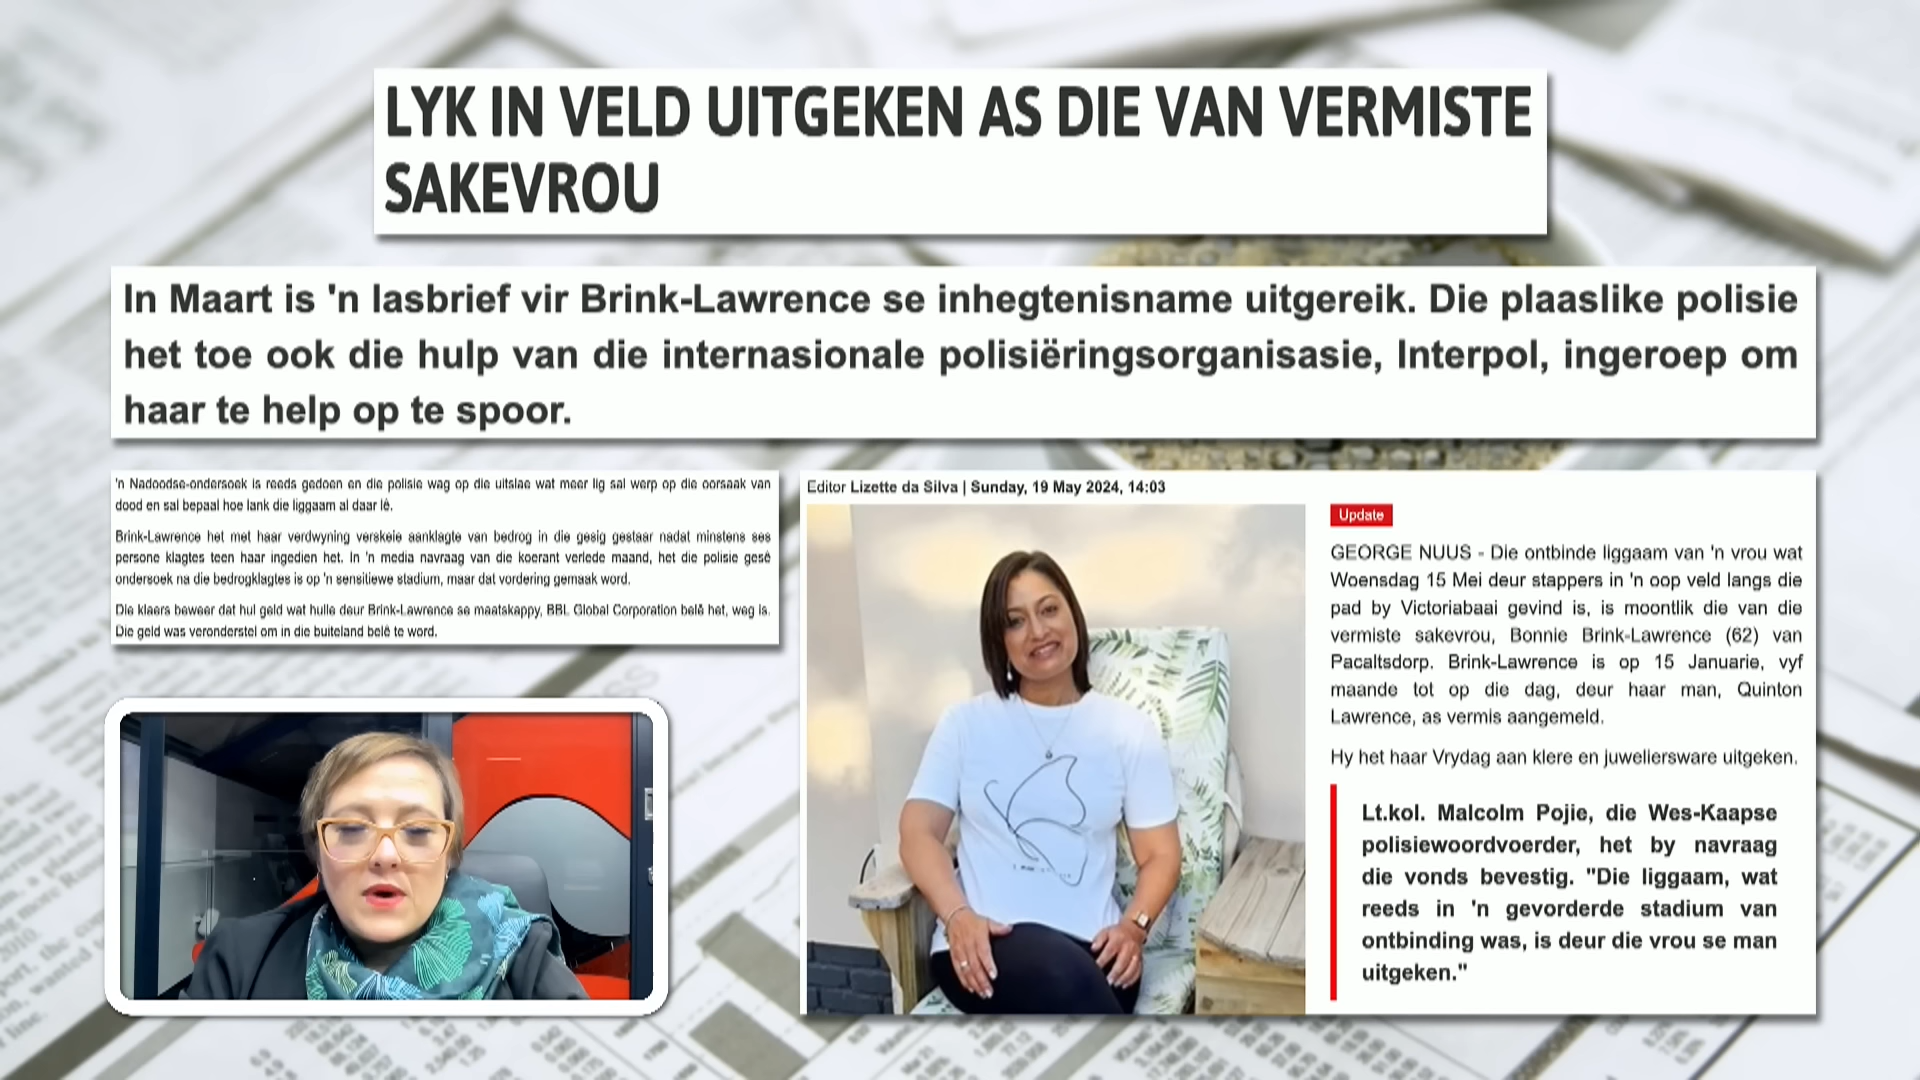 LYK IN VELD UITGEKEN AS DIE VAN VERMISTE
SAKEVROU
In Maart is 'n lasbrief vir Brink-Lawrence se inhegtenisname uitgereik. Die plaaslike polisie
het toe ook die hulp van die internasionale polisiëringsorganisasie, Interpol, ingeroep om
haar te help op te spoor.
'n Nadoodse-ondersoek is reeds gedoen en die polisie wag op die uitslae wat meer lig sal werp op die oorsaak van
dood en sal bepaal hoe lank die liggaam al daar lê.
Brink-Lawrence het met haar verdwyning verskeie aanklagte van bedrog in die gesig gestaar nadat minstens ses
persone klagtes teen haar ingedien het. In 'n media navraag van die koerant verlede maand, het die polisie gesê
ondersoek na die bedrogklagtes is op 'n sensitiewe stadium, maar dat vordering gemaak word.
Die klaers beweer dat hul geld wat hulle deur Brink-Lawrence se maatskappy, BBL Global Corporation belê het, weg is.
Die geld was veronderstel om in die buiteland belê te word.
Editor Lizette da Silva | Sunday, 19 May 2024, 14:03
Update
GEORGE NUUS - Die ontbinde liggaam van 'n vrou wat
Woensdag 15 Mei deur stappers in 'n oop veld langs die
pad by Victoriabaai gevind is, is moontlik die van die
vermiste sakevrou, Bonnie Brink-Lawrence (62) van
Pacaltsdorp. Brink-Lawrence is op 15 Januarie, vyf
maande tot op die dag, deur haar man, Quinton
Lawrence, as vermis aangemeld.
Hy het haar Vrydag aan klere en juweliersware uitgeken.
Lt.kol. Malcolm Pojie, die Wes-Kaapse
polisiewoordvoerder, het by navraag
die vonds bevestig. "Die liggaam, wat
reeds in 'n gevorderde stadium van
ontbinding was, is deur die vrou se man
uitgeken."